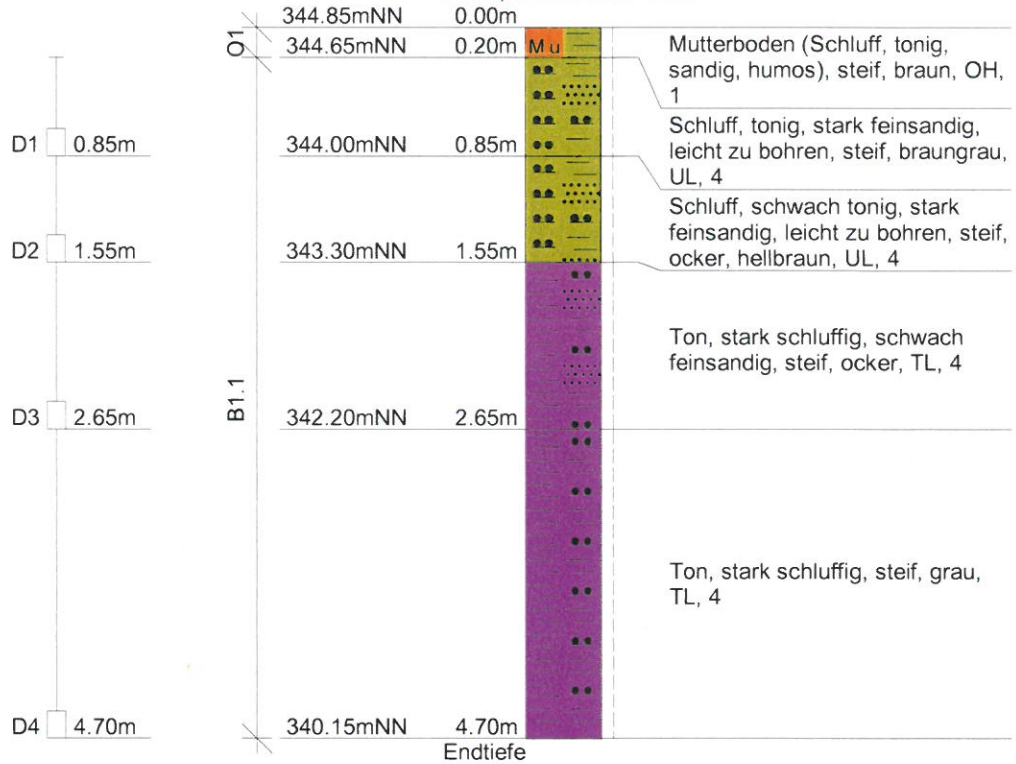 344.85mNN 0.00m
O1
344.65mNN 0.20m Mu
Mutterboden (Schluff, tonig,
sandig, humos), steif, braun, OH,
1
D1 0.85m 344.00mNN 0.85m
Schluff, tonig, stark feinsandig,
leicht zu bohren, steif, braungrau,
UL, 4
D2 1.55m 343.30mNN 1.55m
Schluff, schwach tonig, stark
feinsandig, leicht zu bohren, steif,
ocker, hellbraun, UL, 4
Ton, stark schluffig, schwach
feinsandig, steif, ocker, TL, 4
B1.1
D3 2.65m 342.20mNN 2.65m
Ton, stark schluffig, steif, grau,
TL, 4
D4 4.70m 340.15mNN 4.70m
Endtiefe